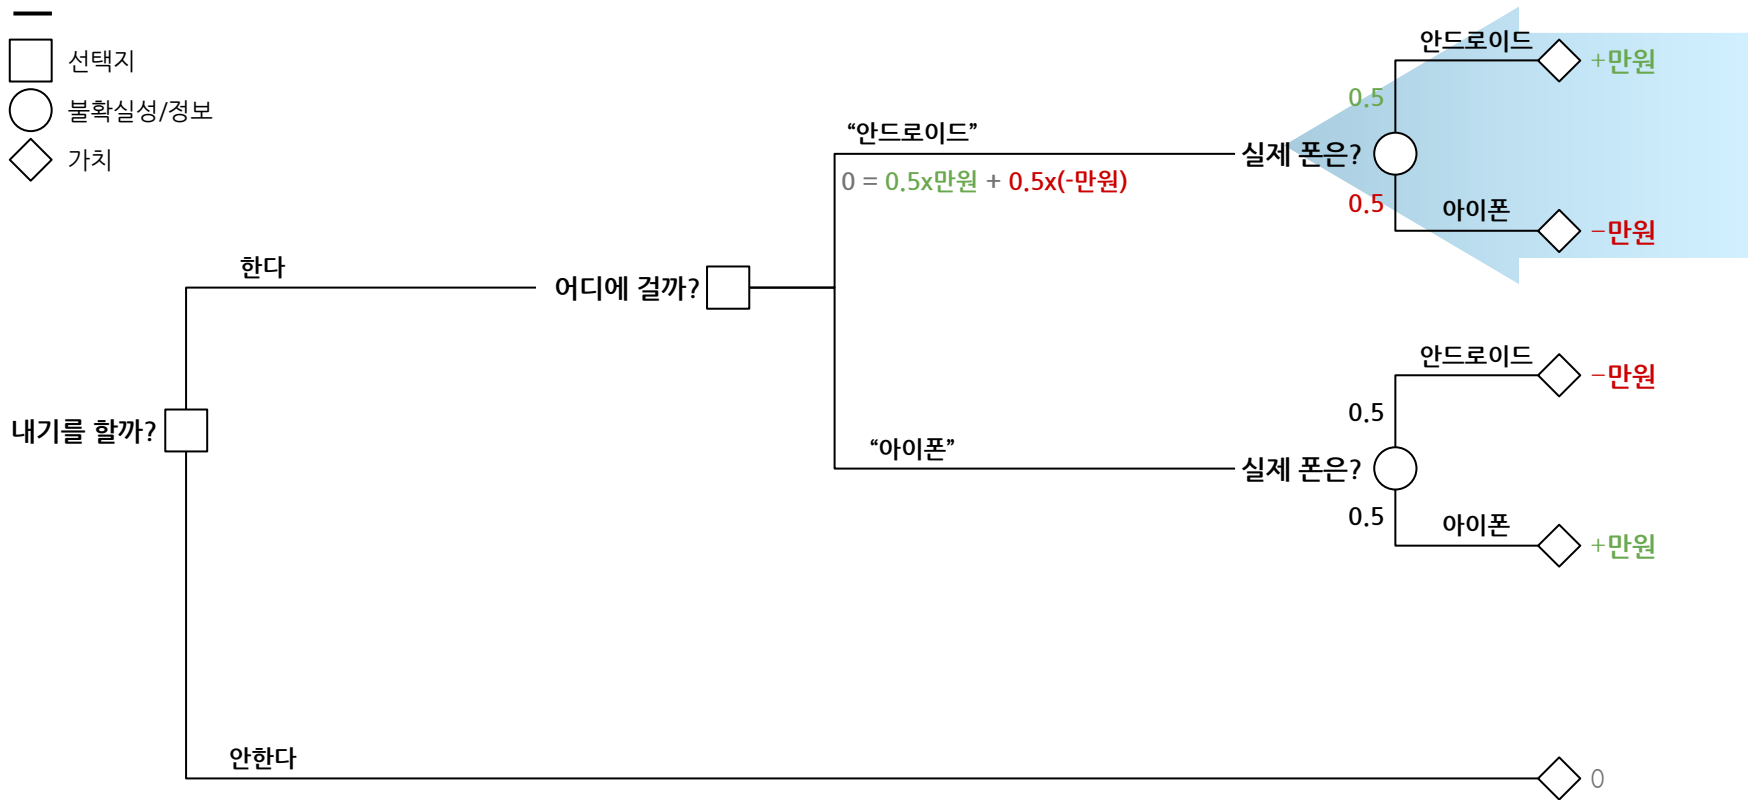 선택지
불확실성/정보
가치
안드로이드
+만원
0.5
“안드로이드”
실제 폰은?
0 = 0.5x만원 + 0.5x(-만원)
0.5
아이폰
−만원
한다
어디에 걸까?
안드로이드
−만원
0.5
내기를 할까?
“아이폰”
실제 폰은?
0.5
아이폰
+만원
안한다
0